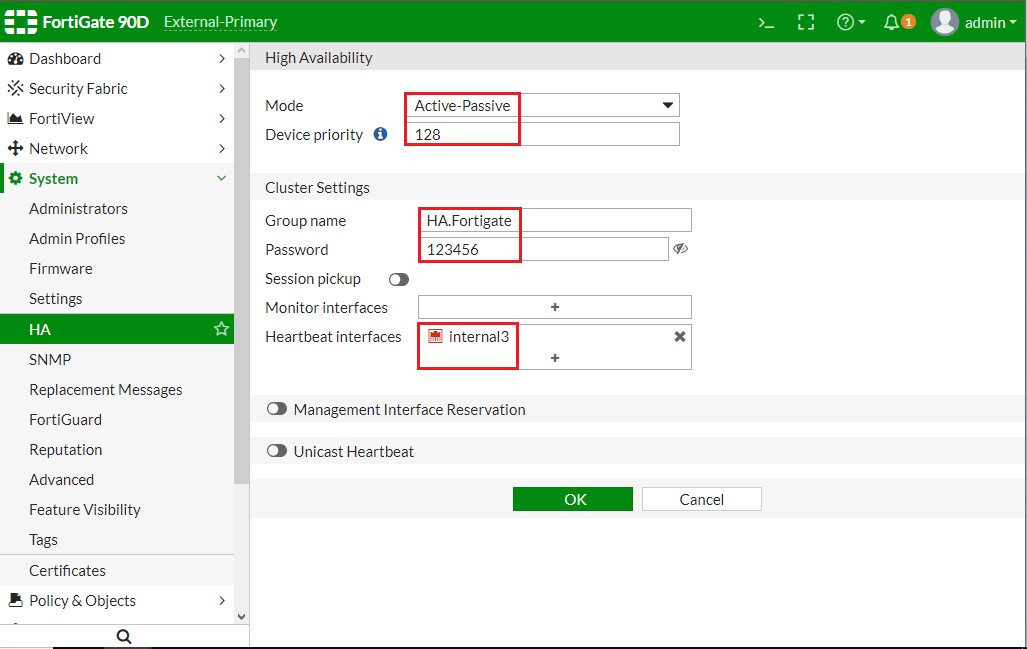 FortiGate 90D External-Primary >_ 1 admin
Dashboard
Security Fabric
FortiView
Network
System
Administrators
Admin Profiles
Firmware
Settings
HA
SNMP
Replacement Messages
FortiGuard
Reputation
Advanced
Feature Visibility
Tags
Certificates
Policy & Objects
High Availability
Mode Active-Passive
Device priority 128
Cluster Settings
Group name HA.Fortigate
Password 123456
Session pickup
Monitor interfaces +
Heartbeat interfaces internal3
+
Management Interface Reservation
Unicast Heartbeat
OK Cancel